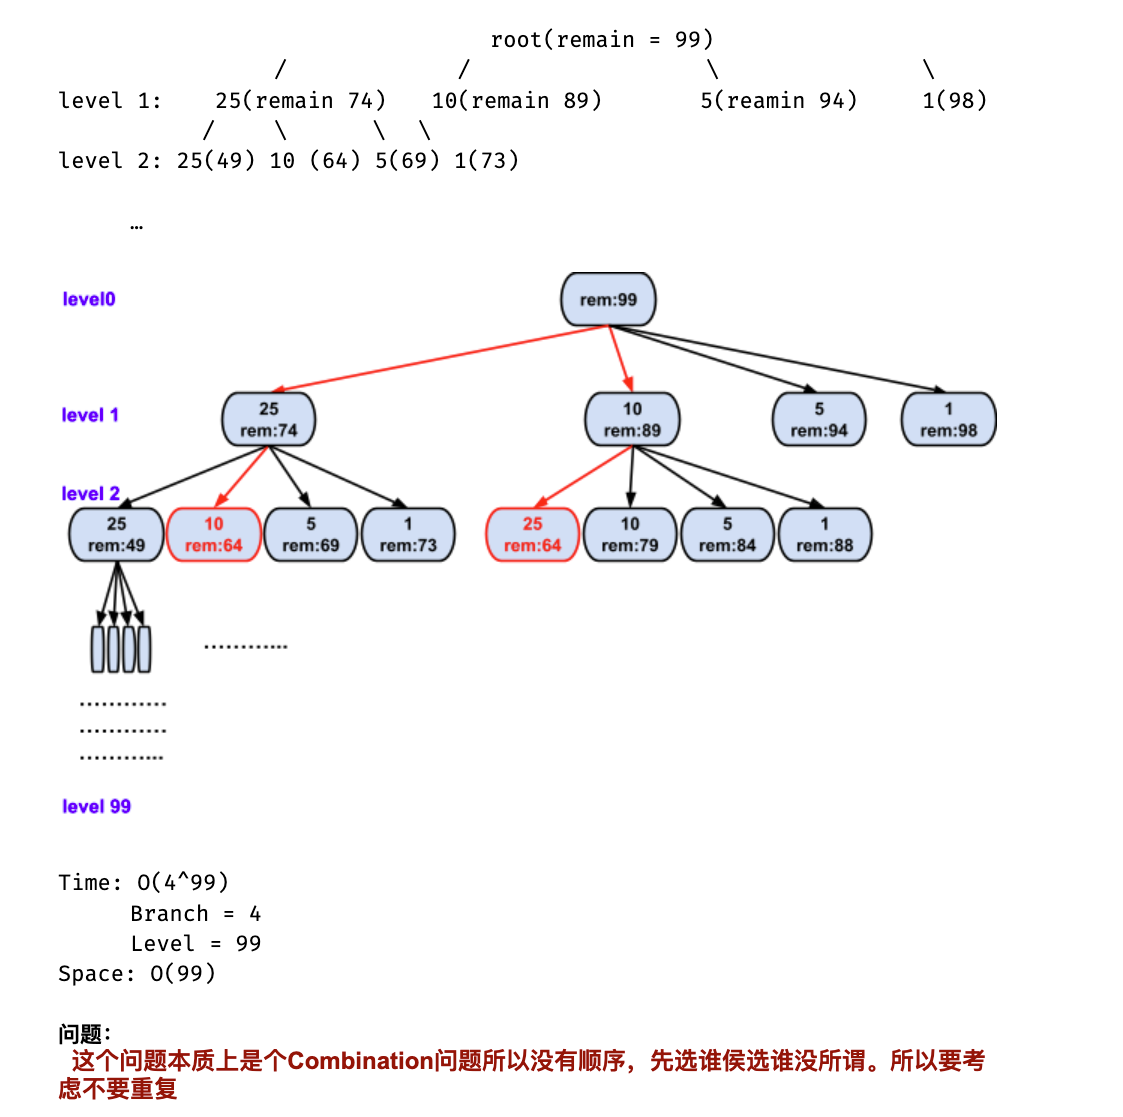 root(remain = 99)
/ / \ \
level 1: 25(remain 74) 10(remain 89) 5(reamin 94) 1(98)
/ \ \ \
level 2: 25(49) 10 (64) 5(69) 1(73)
…
level0
rem:99
level 1
25
rem:74
10
rem:89
5
rem:94
1
rem:98
level 2
25
rem:49
10
rem:64
5
rem:69
1
rem:73
25
rem:64
10
rem:79
5
rem:84
1
rem:88
............
............
............
............
level 99
Time: O(4^99)
Branch = 4
Level = 99
Space: O(99)
问题：
这个问题本质上是个Combination问题所以没有顺序，先选谁侯选谁没所谓。所以要考
虑不要重复